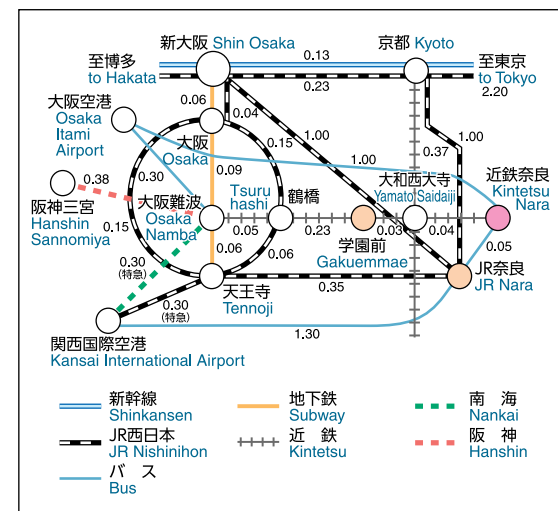 新大阪 Shin Osaka
0.13
京都 Kyoto
至博多
to Hakata
至東京
to Tokyo
0.23
2.20
大阪空港
Osaka
Itami
Airport
0.06
0.04
大阪
Osaka
0.15
1.00
1.00
0.37
0.30
0.09
1.00
0.38
阪神三宮
Hanshin
Sannomiya
大阪難波
Osaka
Namba
Tsuru
hashi
鶴橋
大和西大寺
Yamato Saidaiji
近鉄奈良
Kintetsu
Nara
0.15
0.05
0.23
学園前
Gakuemmae
0.03
0.04
0.05
0.06
0.06
0.30
(特急)
0.30
(特急)
天王寺
Tennoji
0.35
JR奈良
JR Nara
関西国際空港
Kansai International Airport
1.30
新幹線
Shinkansen
地下鉄
Subway
南 海
Nankai
JR西日本
JR Nishinihon
近 鉄
Kintetsu
阪 神
Hanshin
バ ス
Bus